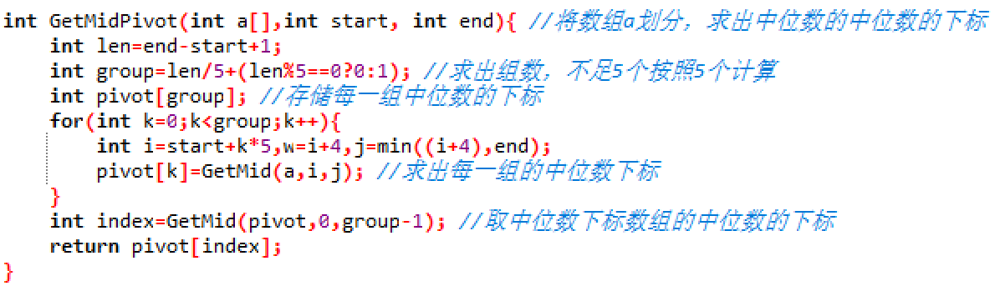 int GetMidPivot(int a[],int start, int end){ //将数组a划分，求出中位数的中位数的下标
    int len=end-start+1;
    int group=len/5+(len%5==0?0:1); //求出组数，不足5个按照5个计算
    int pivot[group]; //存储每一组中位数的下标
    for(int k=0;k<group;k++){
        int i=start+k*5,w=i+4,j=min((i+4),end);
        pivot[k]=GetMid(a,i,j); //求出每一组的中位数下标
    }
    int index=GetMid(pivot,0,group-1); //取中位数下标数组的中位数的下标
    return pivot[index];
}